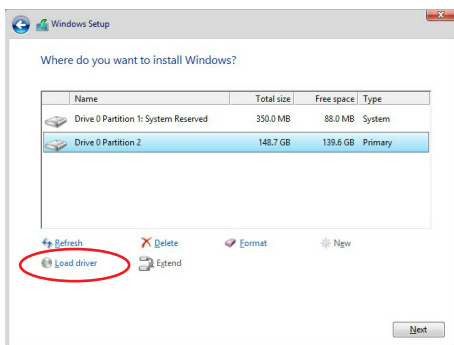 Windows Setup
Where do you want to install Windows?
Name Total size Free space Type
Drive 0 Partition 1: System Reserved 350.0 MB 88.0 MB System
Drive 0 Partition 2 148.7 GB 139.6 GB Primary
Refresh Delete Format New
Load driver Extend
Next